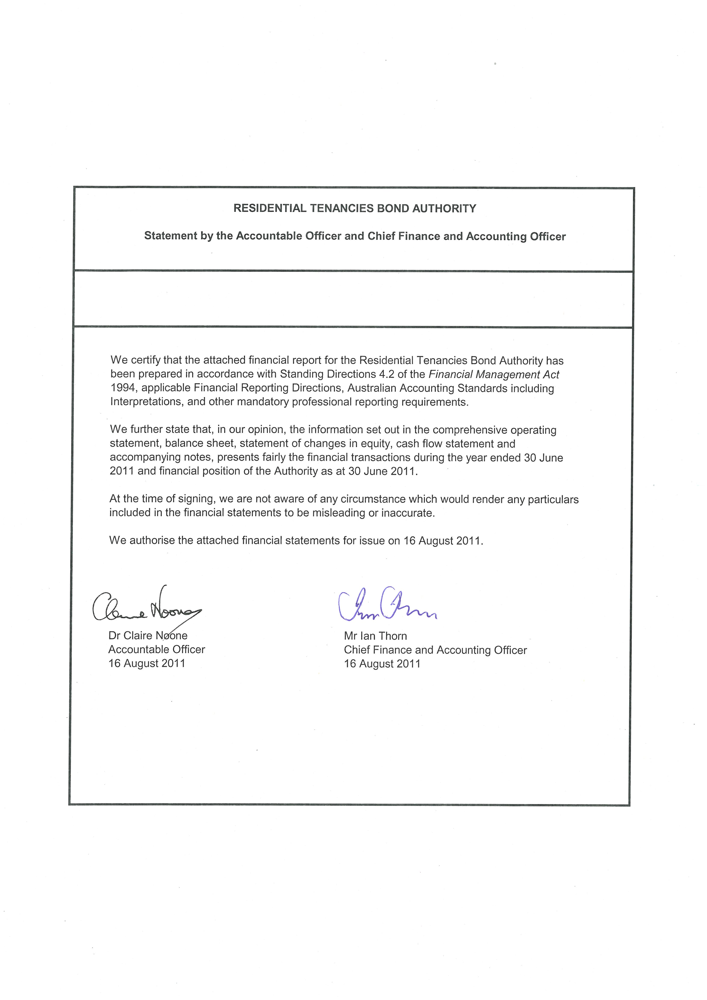 RESIDENTIAL TENANCIES BOND AUTHORITY
Statement by the Accountable Officer and Chief Finance and Accounting Officer
We certify that the attached financial report for the Residential Tenancies Bond Authority has
been prepared in accordance with Standing Directions 4.2 of the Financial Management Act
1994, applicable Financial Reporting Directions, Australian Accounting Standards including
Interpretations, and other mandatory professional reporting requirements.
We further state that, in our opinion, the information set out in the comprehensive operating
statement, balance sheet, statement of changes in equity, cash flow statement and
accompanying notes, presents fairly the financial transactions during the year ended 30 June
2011 and financial position of the Authority as at 30 June 2011.
At the time of signing, we are not aware of any circumstance which would render any particulars
included in the financial statements to be misleading or inaccurate.
We authorise the attached financial statements for issue on 16 August 2011.
Claire Noone
Dr Claire Noone
Accountable Officer
16 August 2011
Mr Ian Thorn
Chief Finance and Accounting Officer
16 August 2011